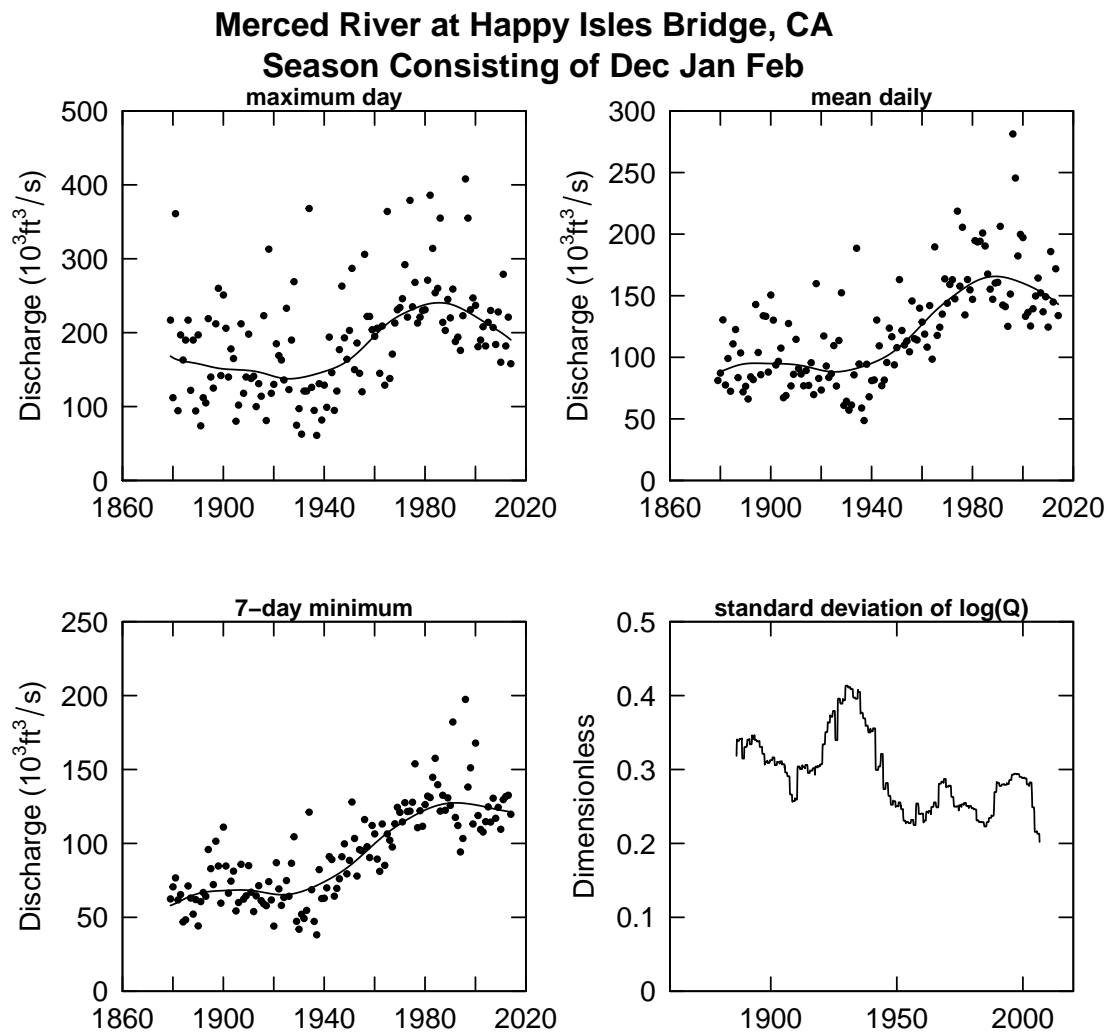 Merced River at Happy Isles Bridge, CA
Season Consisting of Dec Jan Feb
maximum day
Discharge (10³ft³/s)
500
400
300
200
100
0
1860 1900 1940 1980 2020
mean daily
Discharge (10³ft³/s)
300
250
200
150
100
50
0
1860 1900 1940 1980 2020
7−day minimum
Discharge (10³ft³/s)
250
200
150
100
50
0
1860 1900 1940 1980 2020
standard deviation of log(Q)
Dimensionless
0.5
0.4
0.3
0.2
0.1
0
1900 1950 2000